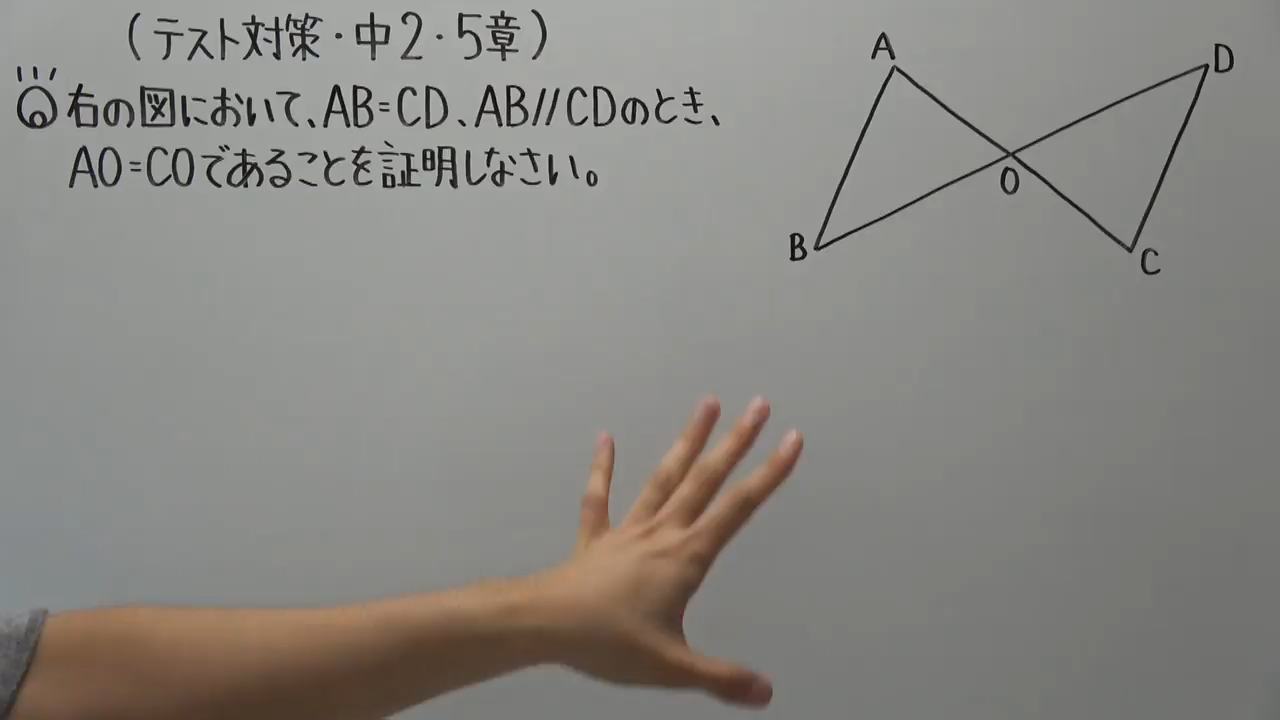 (テスト対策・中2・5章)
Q 右の図において、AB=CD、AB//CDのとき、
AO=COであることを証明しなさい。
A
D
O
B
C